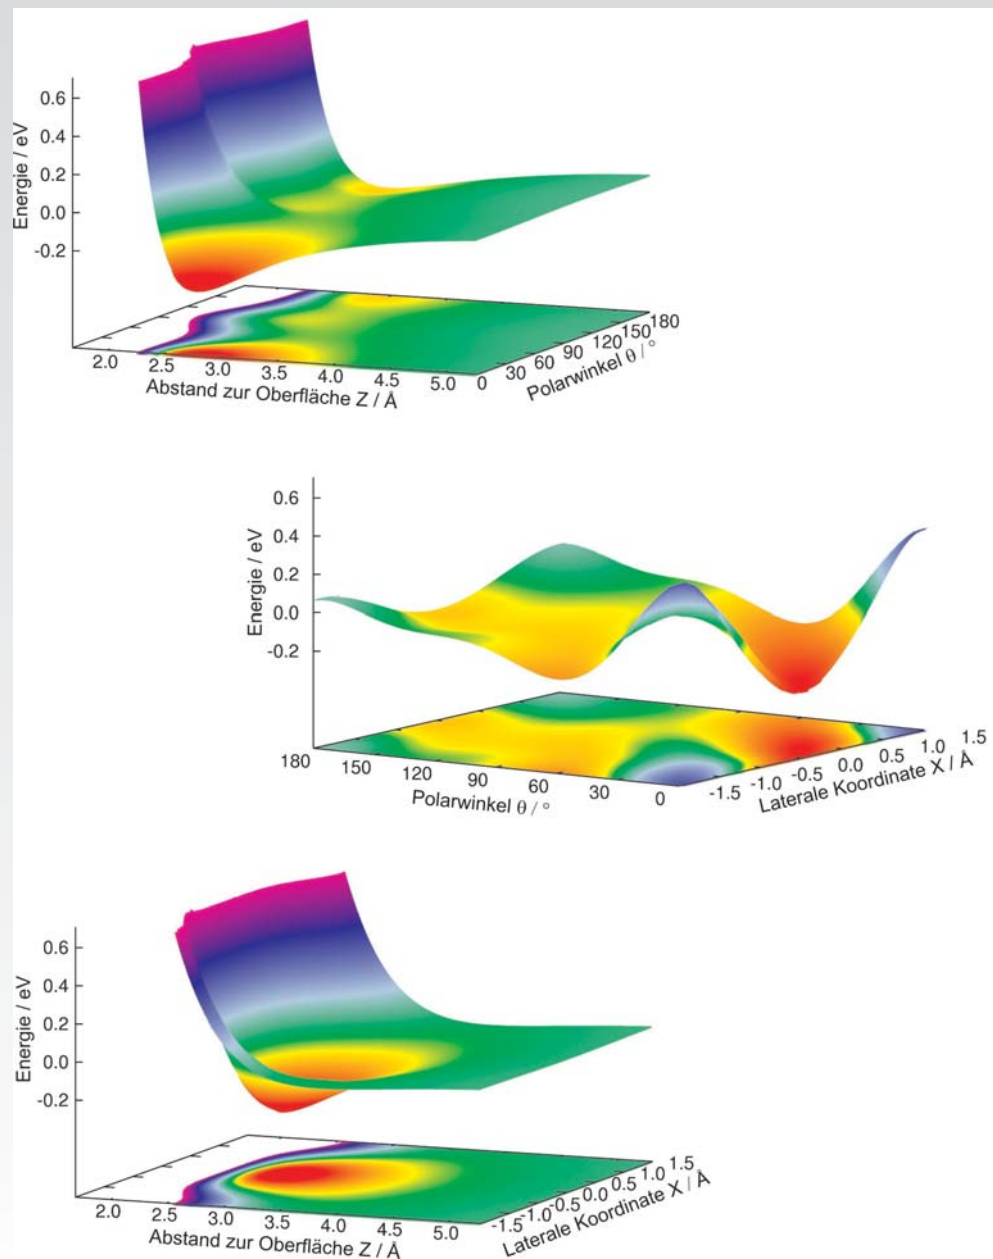 0.6
0.4
0.2
0.0
-0.2
Energie / eV
2.0 2.5 3.0 3.5 4.0 4.5 5.0
Abstand zur Oberfläche Z / Å
0 30 60 90 120 150 180
Polarwinkel θ / °
0.6
0.4
0.2
0.0
-0.2
Energie / eV
180 150 120 90 60 30 0
Polarwinkel θ / °
-1.5 -1.0 -0.5 0.0 0.5 1.0 1.5
Laterale Koordinate X / Å
0.6
0.4
0.2
0.0
-0.2
Energie / eV
2.0 2.5 3.0 3.5 4.0 4.5 5.0
Abstand zur Oberfläche Z / Å
-1.5 -1.0 -0.5 0.0 0.5 1.0 1.5
Laterale Koordinate X / Å